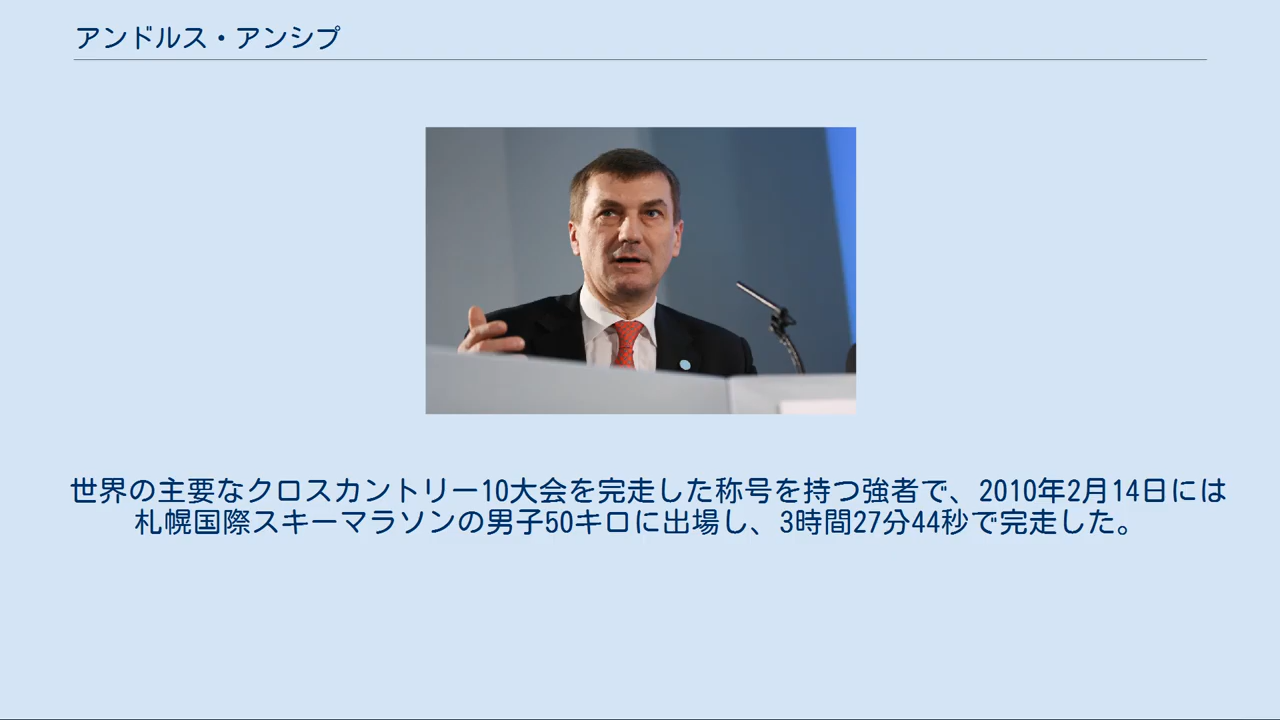 アンドルス・アンシプ
世界の主要なクロスカントリー10大会を完走した称号を持つ強者で、2010年2月14日には
札幌国際スキーマラソンの男子50キロに出場し、3時間27分44秒で完走した。